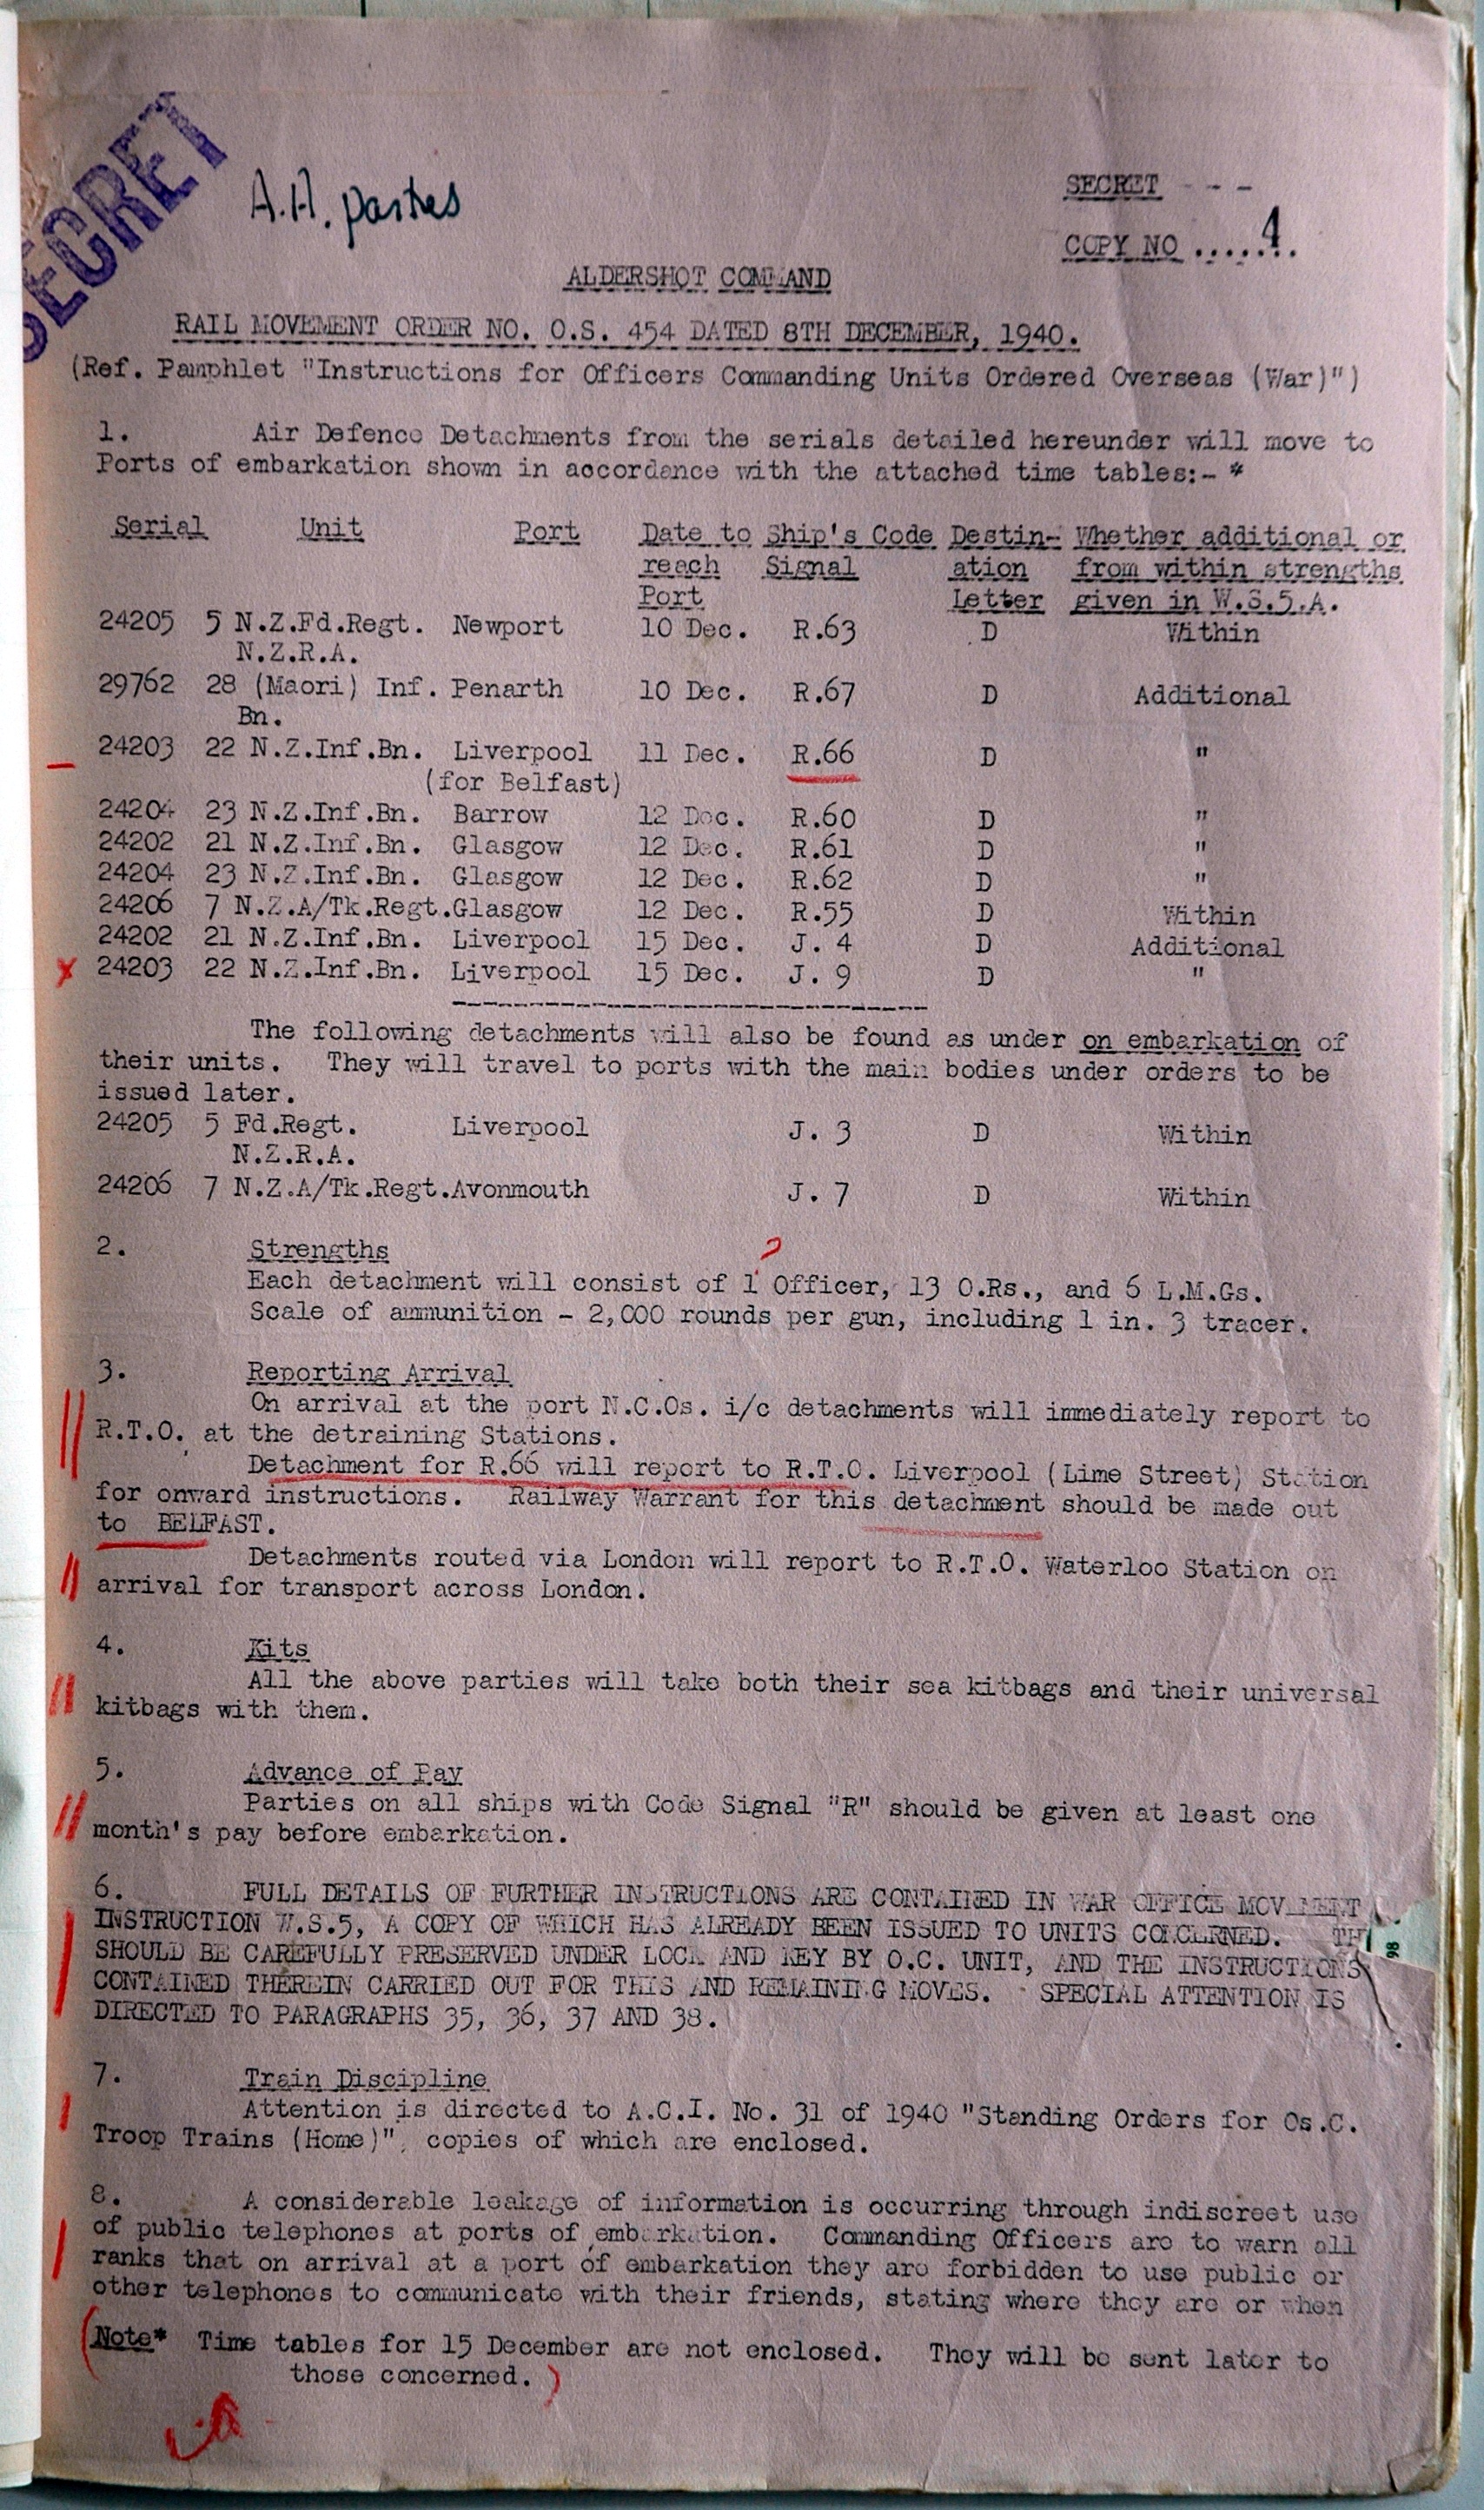 SECRET
A.A. parties
SECRET - - -
COPY NO .....4.
ALDERSHOT COMMAND
RAIL MOVEMENT ORDER NO. O.S. 454 DATED 8TH DECEMBER, 1940.
(Ref. Pamphlet "Instructions for Officers Commanding Units Ordered Overseas (War)")
1. Air Defence Detachments from the serials detailed hereunder will move to
Ports of embarkation shown in accordance with the attached time tables:- *
Serial Unit Port Date to Ship's Code Destin- Whether additional or
reach Signal ation from within strengths
Port Letter given in W.S.5.A.
24205 5 N.Z.Fd.Regt. Newport 10 Dec. R.63 D Within
N.Z.R.A.
29762 28 (Maori) Inf. Penarth 10 Dec. R.67 D Additional
Bn.
24203 22 N.Z.Inf.Bn. Liverpool 11 Dec. R.66 D "
(for Belfast)
24204 23 N.Z.Inf.Bn. Barrow 12 Dec. R.60 D "
24202 21 N.Z.Inf.Bn. Glasgow 12 Dec. R.61 D "
24204 23 N.Z.Inf.Bn. Glasgow 12 Dec. R.62 D "
24206 7 N.Z.A/Tk.Regt.Glasgow 12 Dec. R.55 D Within
24202 21 N.Z.Inf.Bn. Liverpool 15 Dec. J. 4 D Additional
x 24203 22 N.Z.Inf.Bn. Liverpool 15 Dec. J. 9 D "
The following detachments will also be found as under on embarkation of
their units. They will travel to ports with the main bodies under orders to be
issued later.
24205 5 Fd.Regt. Liverpool J. 3 D Within
N.Z.R.A.
24206 7 N.Z.A/Tk.Regt.Avonmouth J. 7 D Within
2. Strengths
?
Each detachment will consist of 1 Officer, 13 O.Rs., and 6 L.M.Gs.
Scale of ammunition - 2,000 rounds per gun, including 1 in. 3 tracer.
3. Reporting Arrival
On arrival at the port N.C.Os. i/c detachments will immediately report to
R.T.O. at the detraining Stations.
Detachment for R.66 will report to R.T.O. Liverpool (Lime Street) Station
for onward instructions. Railway Warrant for this detachment should be made out
to BELFAST.
Detachments routed via London will report to R.T.O. Waterloo Station on
arrival for transport across London.
4. Kits
All the above parties will take both their sea kitbags and their universal
kitbags with them.
5. Advance of Pay
Parties on all ships with Code Signal "R" should be given at least one
month's pay before embarkation.
6. FULL DETAILS OF FURTHER INSTRUCTIONS ARE CONTAINED IN WAR OFFICE MOVEMENT
INSTRUCTION W.S.5, A COPY OF WHICH HAS ALREADY BEEN ISSUED TO UNITS CONCERNED.
98
SHOULD BE CAREFULLY PRESERVED UNDER LOCK AND KEY BY O.C. UNIT, AND THE INSTRUCTIONS
CONTAINED THEREIN CARRIED OUT FOR THIS AND REMAINING MOVES. SPECIAL ATTENTION IS
DIRECTED TO PARAGRAPHS 35, 36, 37 AND 38.
7. Train Discipline
Attention is directed to A.C.I. No. 31 of 1940 "Standing Orders for Os.C.
Troop Trains (Home)", copies of which are enclosed.
8. A considerable leakage of information is occurring through indiscreet use
of public telephones at ports of embarkation. Commanding Officers are to warn all
ranks that on arrival at a port of embarkation they are forbidden to use public or
other telephones to communicate with their friends, stating where they are or when
(Note* Time tables for 15 December are not enclosed. They will be sent later to
those concerned.)